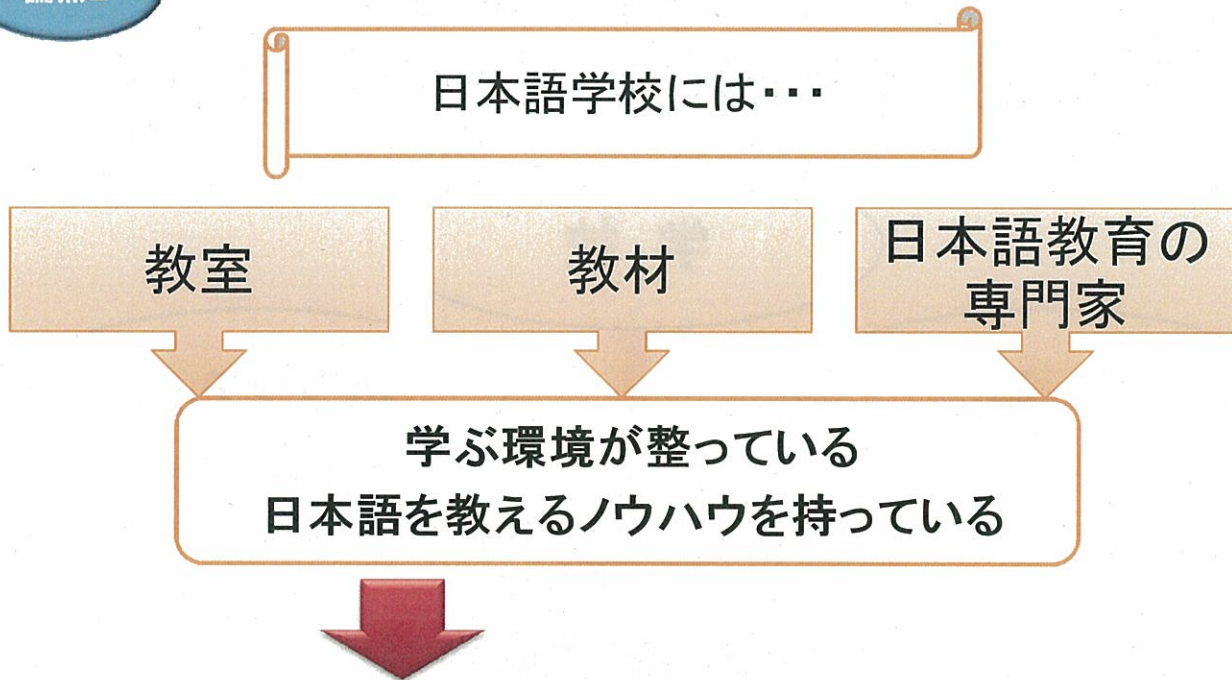 日本語学校には・・・
教室
教材
日本語教育の
専門家
学ぶ環境が整っている
日本語を教えるノウハウを持っている